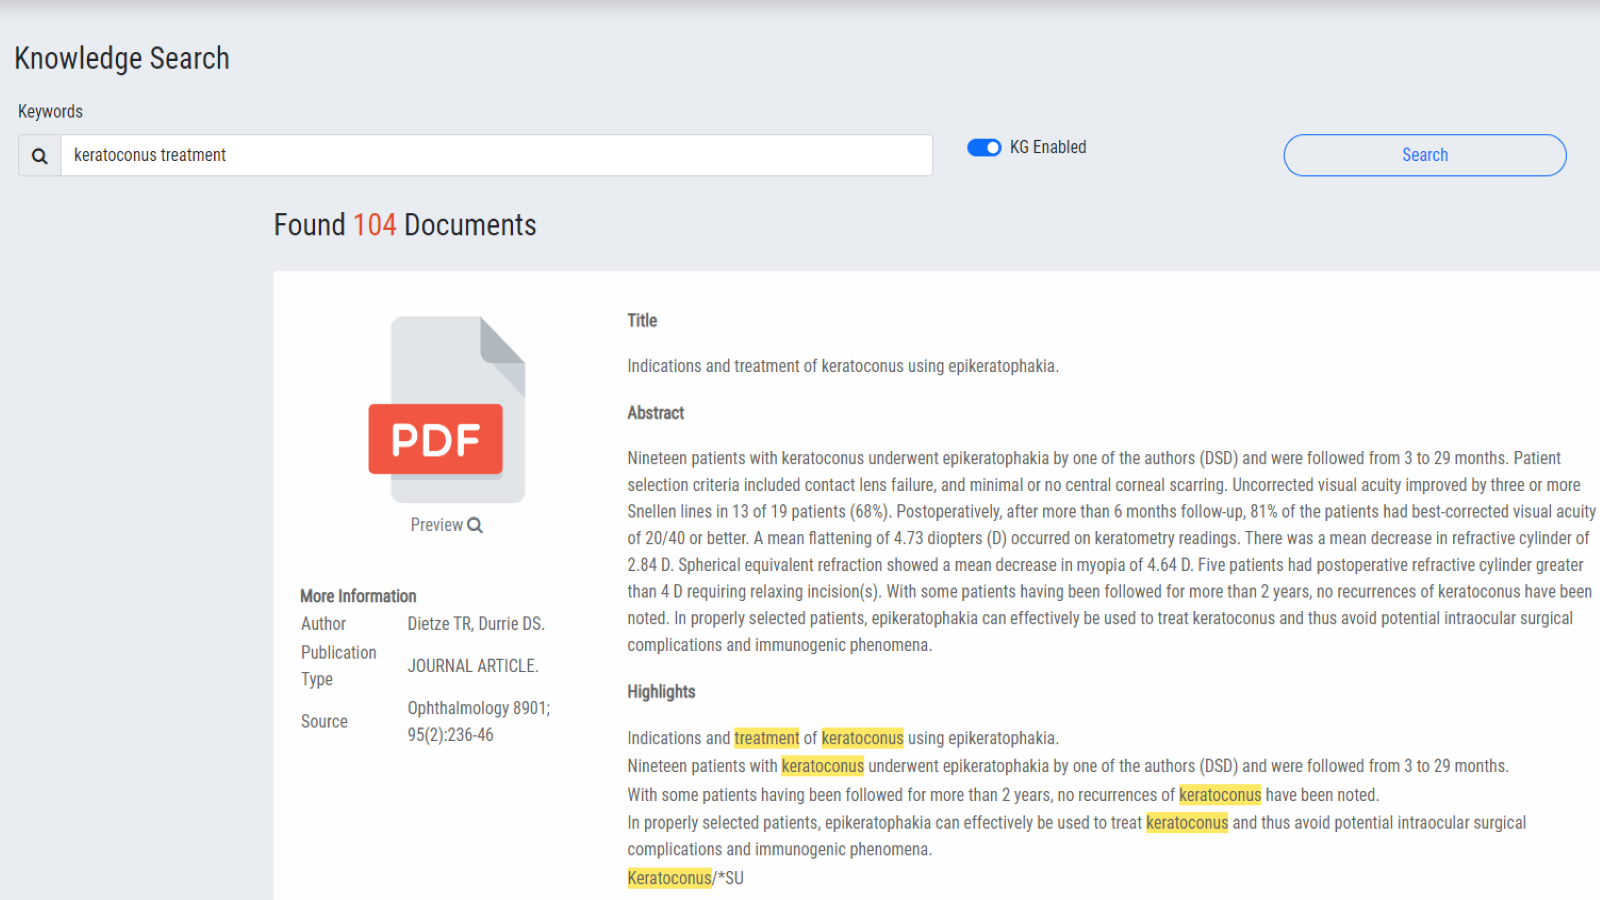 Knowledge Search
Keywords
keratoconus treatment
KG Enabled
Search
Found 104 Documents
PDF
Preview
More Information
Author Dietze TR, Durrie DS.
Publication Type JOURNAL ARTICLE.
Source Ophthalmology 8901;
95(2):236-46
Title
Indications and treatment of keratoconus using epikeratophakia.
Abstract
Nineteen patients with keratoconus underwent epikeratophakia by one of the authors (DSD) and were followed from 3 to 29 months. Patient
selection criteria included contact lens failure, and minimal or no central corneal scarring. Uncorrected visual acuity improved by three or more
Snellen lines in 13 of 19 patients (68%). Postoperatively, after more than 6 months follow-up, 81% of the patients had best-corrected visual acuity
of 20/40 or better. A mean flattening of 4.73 diopters (D) occurred on keratometry readings. There was a mean decrease in refractive cylinder of
2.84 D. Spherical equivalent refraction showed a mean decrease in myopia of 4.64 D. Five patients had postoperative refractive cylinder greater
than 4 D requiring relaxing incision(s). With some patients having been followed for more than 2 years, no recurrences of keratoconus have been
noted. In properly selected patients, epikeratophakia can effectively be used to treat keratoconus and thus avoid potential intraocular surgical
complications and immunogenic phenomena.
Highlights
Indications and treatment of keratoconus using epikeratophakia.
Nineteen patients with keratoconus underwent epikeratophakia by one of the authors (DSD) and were followed from 3 to 29 months.
With some patients having been followed for more than 2 years, no recurrences of keratoconus have been noted.
In properly selected patients, epikeratophakia can effectively be used to treat keratoconus and thus avoid potential intraocular surgical
complications and immunogenic phenomena.
Keratoconus/*SU